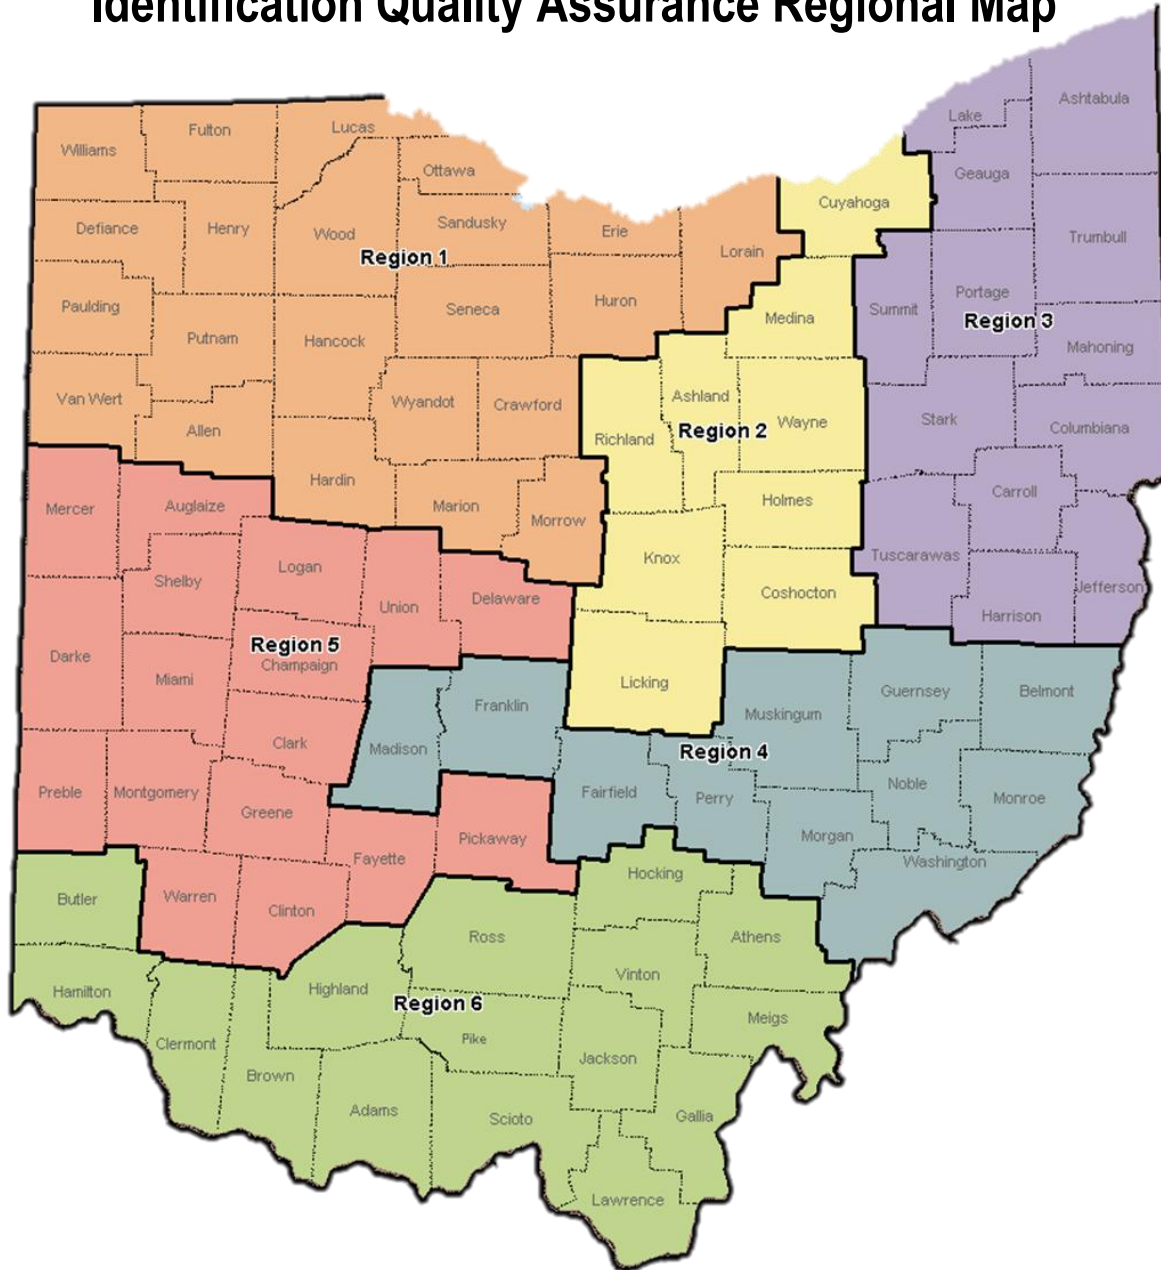 Identification Quality Assurance Regional Map
Ashtabula
Lake
Fulton
Lucas
Williams
Ottawa
Geauga
Cuyahoga
Sandusky
Defiance
Henry
Wood
Erie
Trumbull
Lorain
Region 1
Portage
Paulding
Huron
Seneca
Medina
Summit
Region 3
Putnam
Hancock
Mahoning
Van Wert
Wyandot
Crawford
Ashland
Wayne
Stark
Columbiana
Allen
Richland
Region 2
Hardin
Carroll
Mercer
Auglaize
Marion
Morrow
Holmes
Knox
Tuscarawas
Logan
Shelby
Jefferson
Union
Delaware
Coshocton
Harrison
Region 5
Darke
Champaign
Miami
Licking
Guernsey
Belmont
Franklin
Muskingum
Clark
Madison
Region 4
Preble
Montgomery
Fairfield
Perry
Noble
Monroe
Greene
Pickaway
Morgan
Fayette
Washington
Hocking
Butler
Warren
Clinton
Ross
Athens
Vinton
Hamilton
Highland
Region 6
Meigs
Clermont
Pike
Jackson
Brown
Adams
Scioto
Gallia
Lawrence